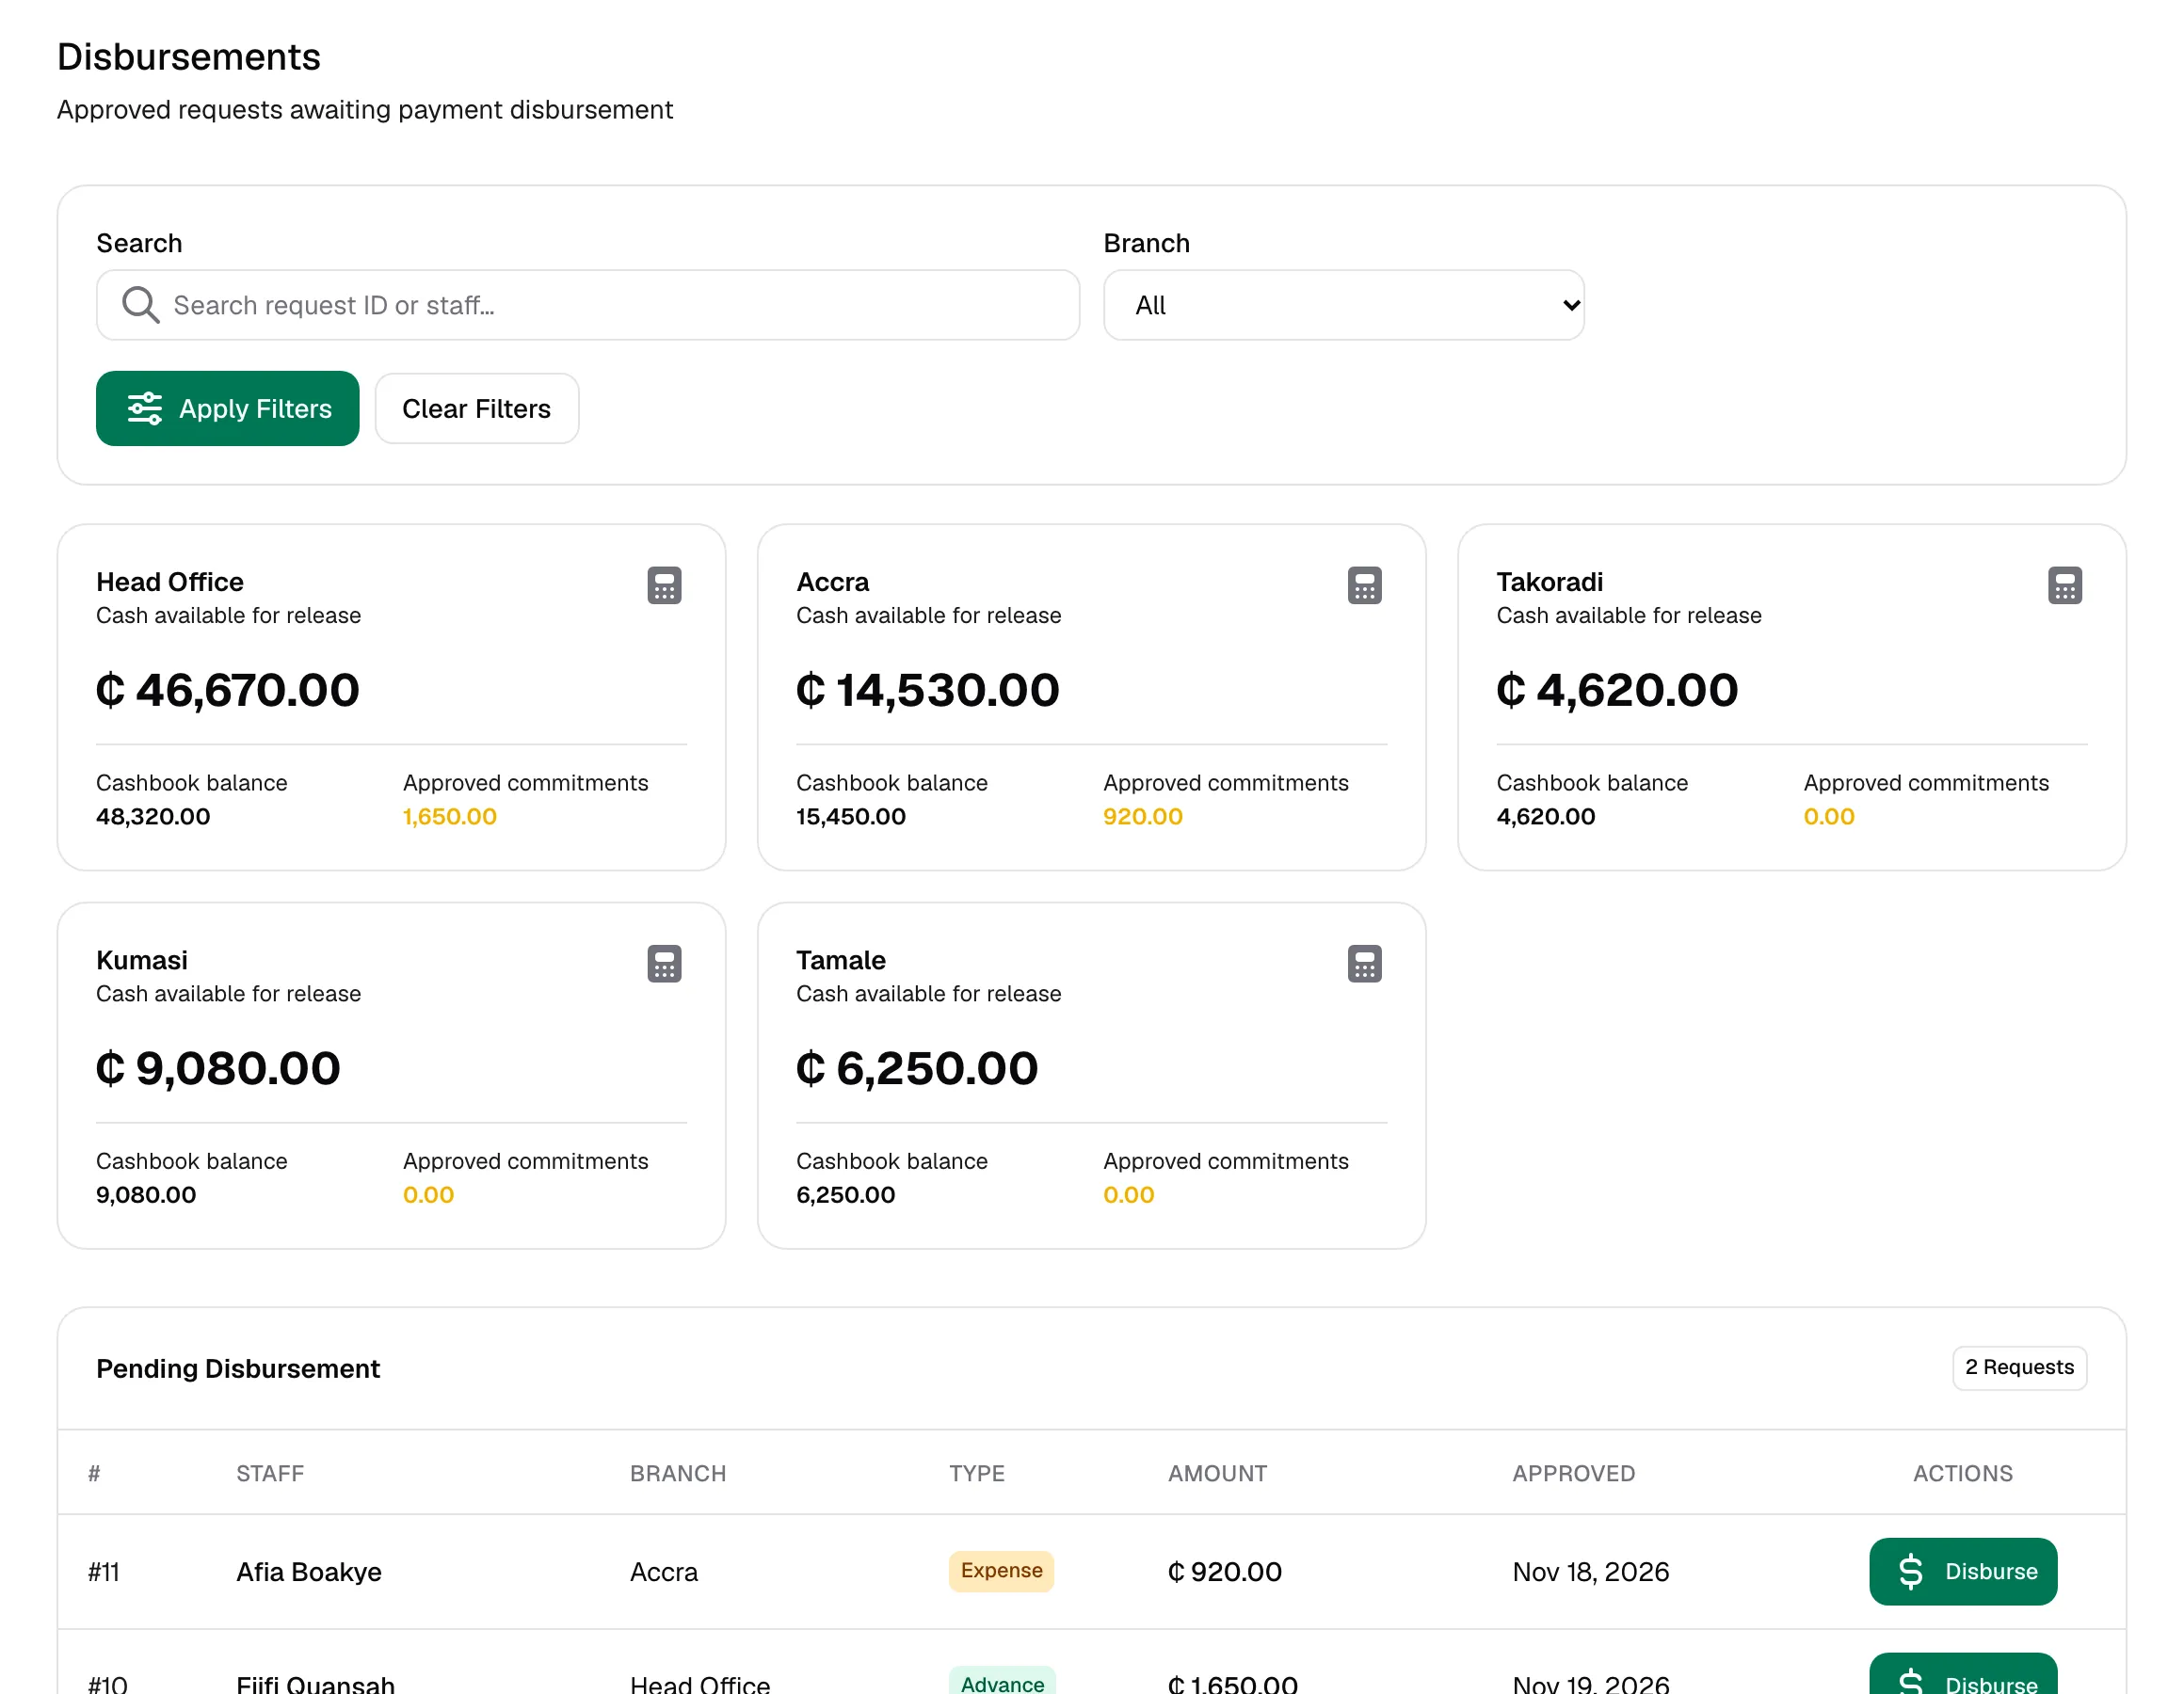 Disbursements
Approved requests awaiting payment disbursement
Search
Branch
Search request ID or staff...
All
Apply Filters
Clear Filters
Head Office
Cash available for release
₵ 46,670.00
Cashbook balance
Approved commitments
48,320.00
1,650.00
Accra
Cash available for release
₵ 14,530.00
Cashbook balance
Approved commitments
15,450.00
920.00
Takoradi
Cash available for release
₵ 4,620.00
Cashbook balance
Approved commitments
4,620.00
0.00
Kumasi
Cash available for release
₵ 9,080.00
Cashbook balance
Approved commitments
9,080.00
0.00
Tamale
Cash available for release
₵ 6,250.00
Cashbook balance
Approved commitments
6,250.00
0.00
Pending Disbursement
2 Requests
# STAFF BRANCH TYPE AMOUNT APPROVED ACTIONS
#11 Afia Boakye Accra Expense ₵ 920.00 Nov 18, 2026 $ Disburse
#10 Fiifi Quansah Head Office Advance ₵ 1,650.00 Nov 19, 2026 $ Disburse